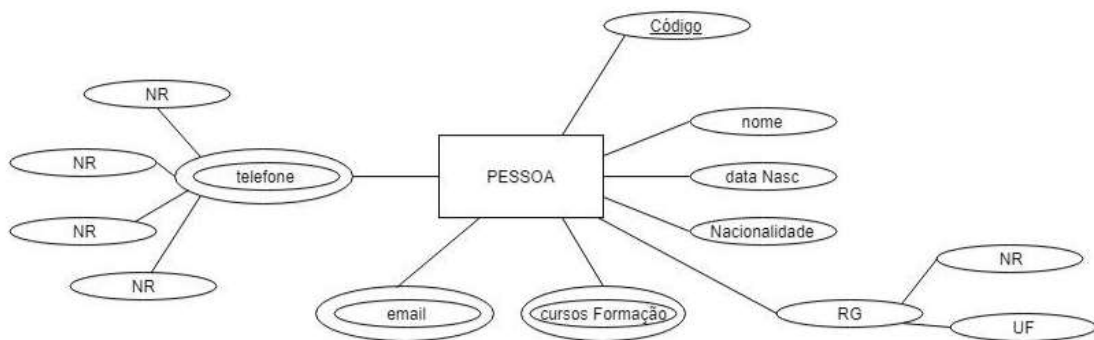 Código
NR
nome
NR
telefone
PESSOA
data Nasc
NR
Nacionalidade
NR
NR
email
cursos Formação
RG
UF